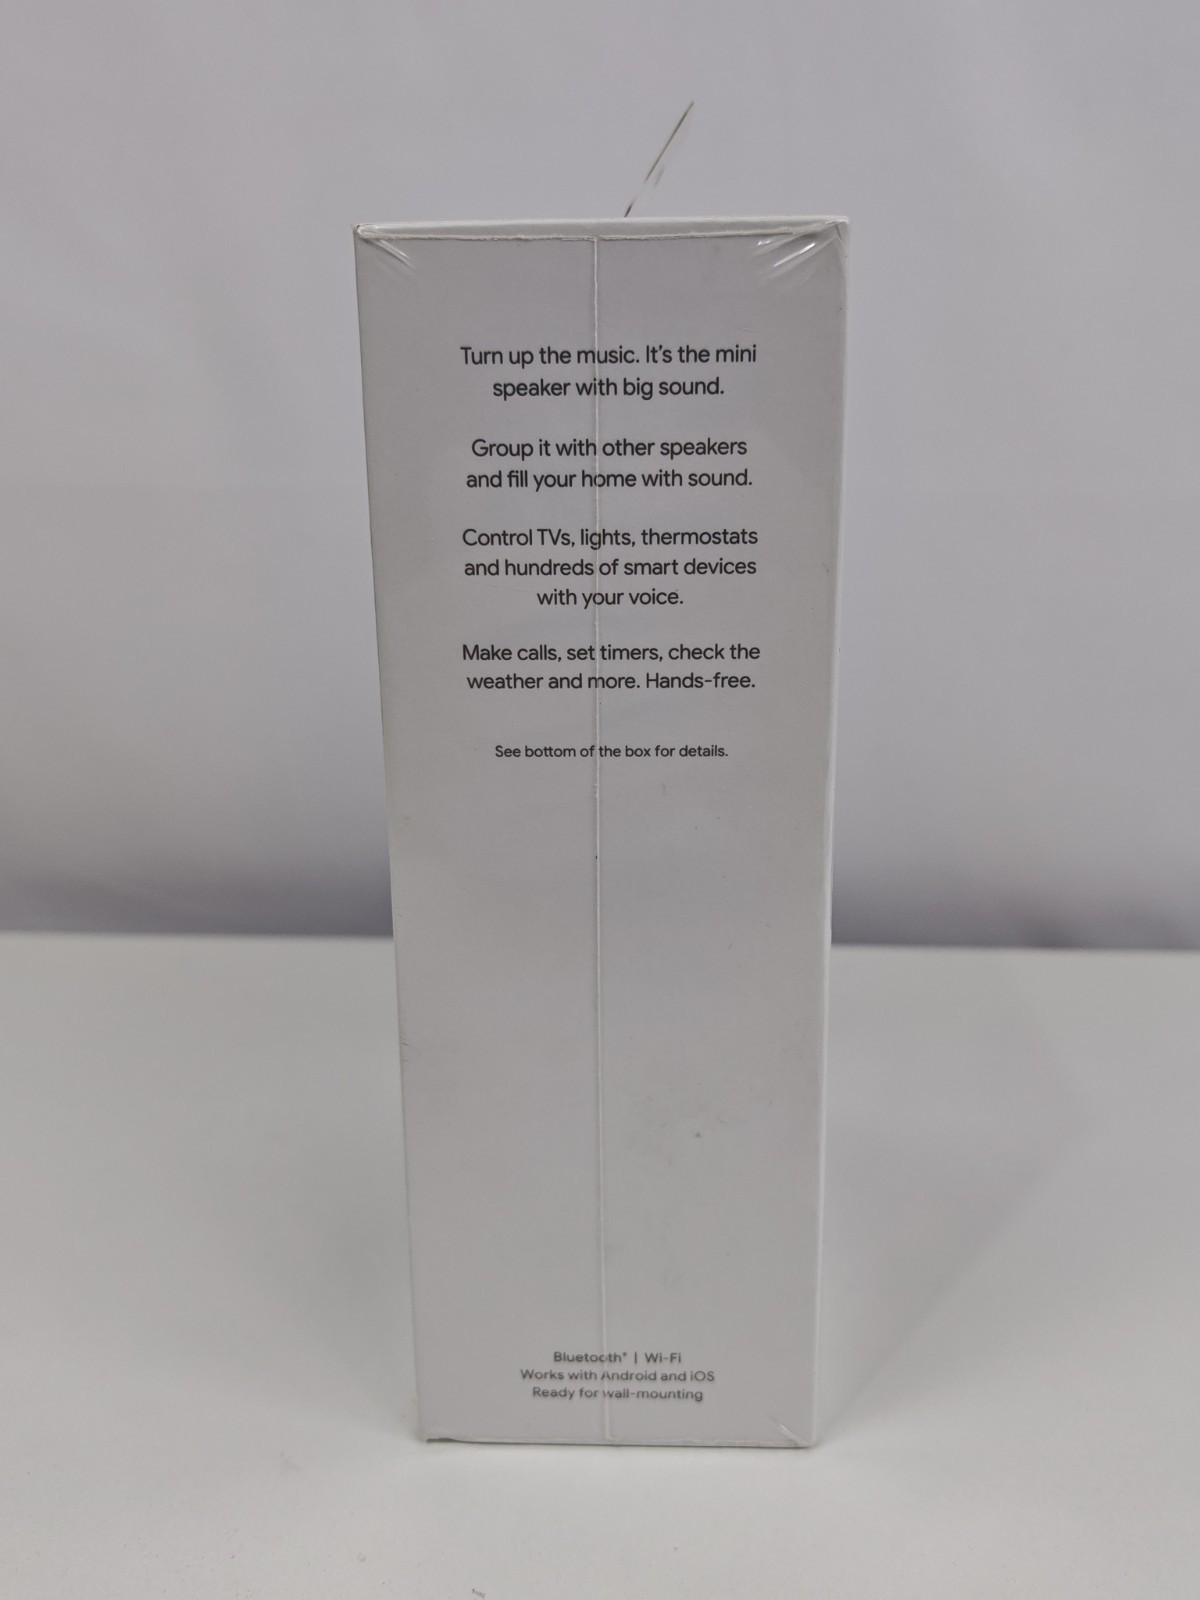 Turn up the music. It’s the mini
speaker with big sound.
Group it with other speakers
and fill your home with sound.
Control TVs, lights, thermostats
and hundreds of smart devices
with your voice.
Make calls, set timers, check the
weather and more. Hands-free.
See bottom of the box for details.
Bluetooth® | Wi-Fi
Works with Android and iOS
Ready for wall-mounting